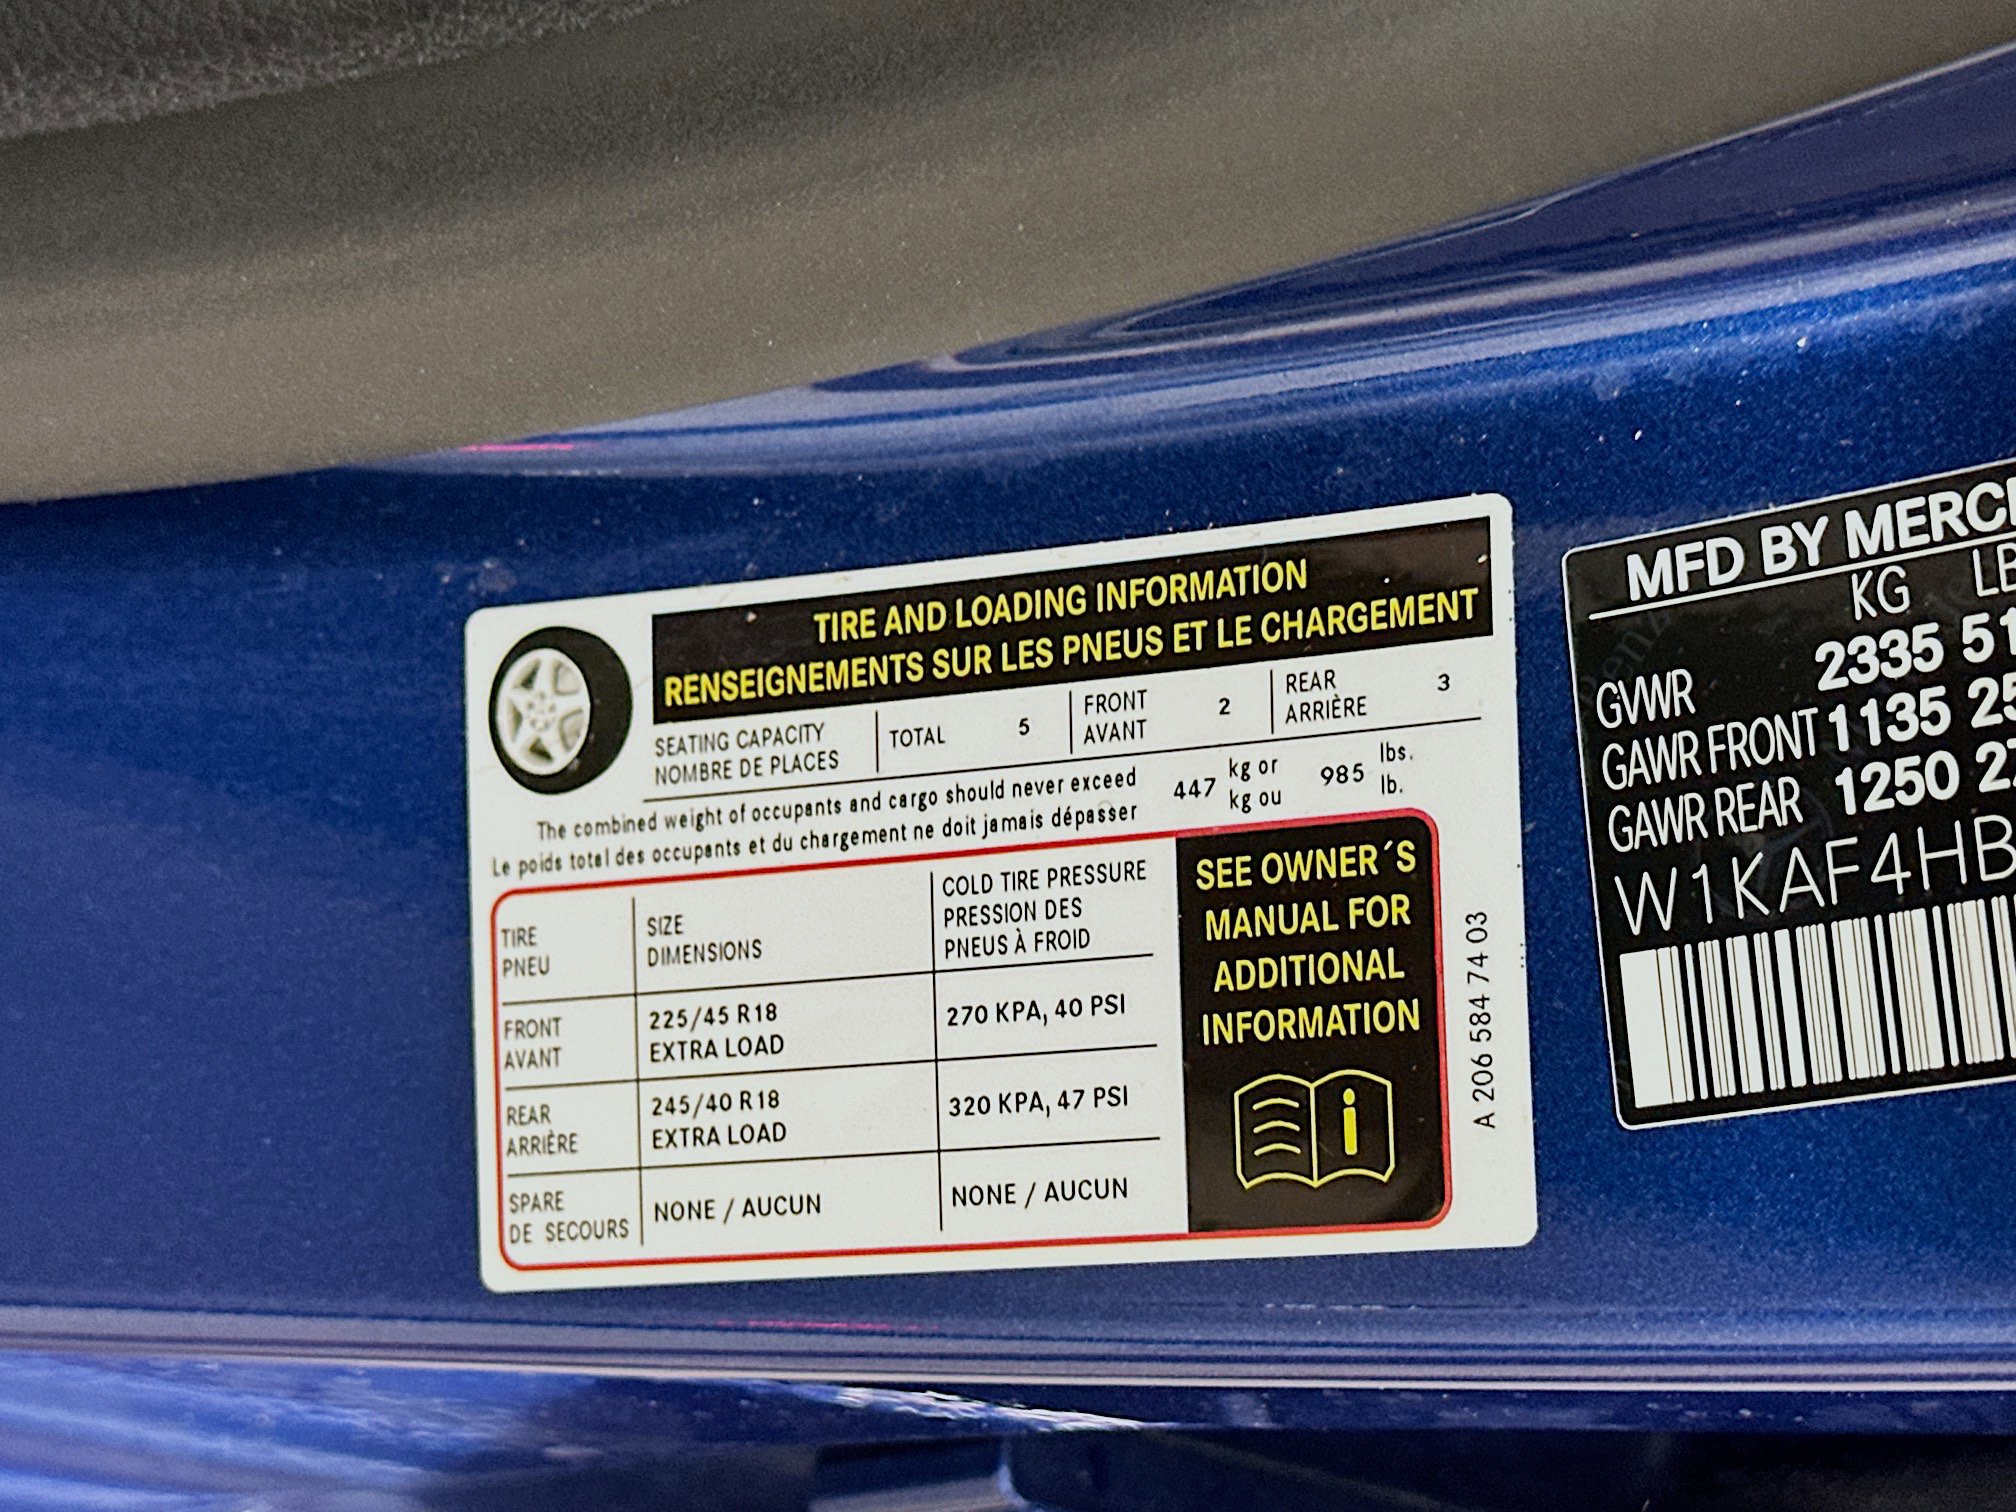 TIRE AND LOADING INFORMATION
RENSEIGNEMENTS SUR LES PNEUS ET LE CHARGEMENT
SEATING CAPACITY
NOMBRE DE PLACES
TOTAL 5
FRONT
AVANT
2
REAR
ARRIÈRE
3
The combined weight of occupants and cargo should never exceed
Le poids total des occupants et du chargement ne doit jamais dépasser
447 kg or
kg ou
985 lbs.
lb.
TIRE
PNEU
SIZE
DIMENSIONS
COLD TIRE PRESSURE
PRESSION DES
PNEUS À FROID
FRONT
AVANT
225/45 R18
EXTRA LOAD
270 KPA, 40 PSI
REAR
ARRIÈRE
245/40 R18
EXTRA LOAD
320 KPA, 47 PSI
SPARE
DE SECOURS
NONE / AUCUN
NONE / AUCUN
SEE OWNER´S
MANUAL FOR
ADDITIONAL
INFORMATION
i
A 206 584 74 03
MFD BY MERC
KG
GVWR 2335 51
GAWR FRONT 1135 25
GAWR REAR 1250 2
W1KAF4HB